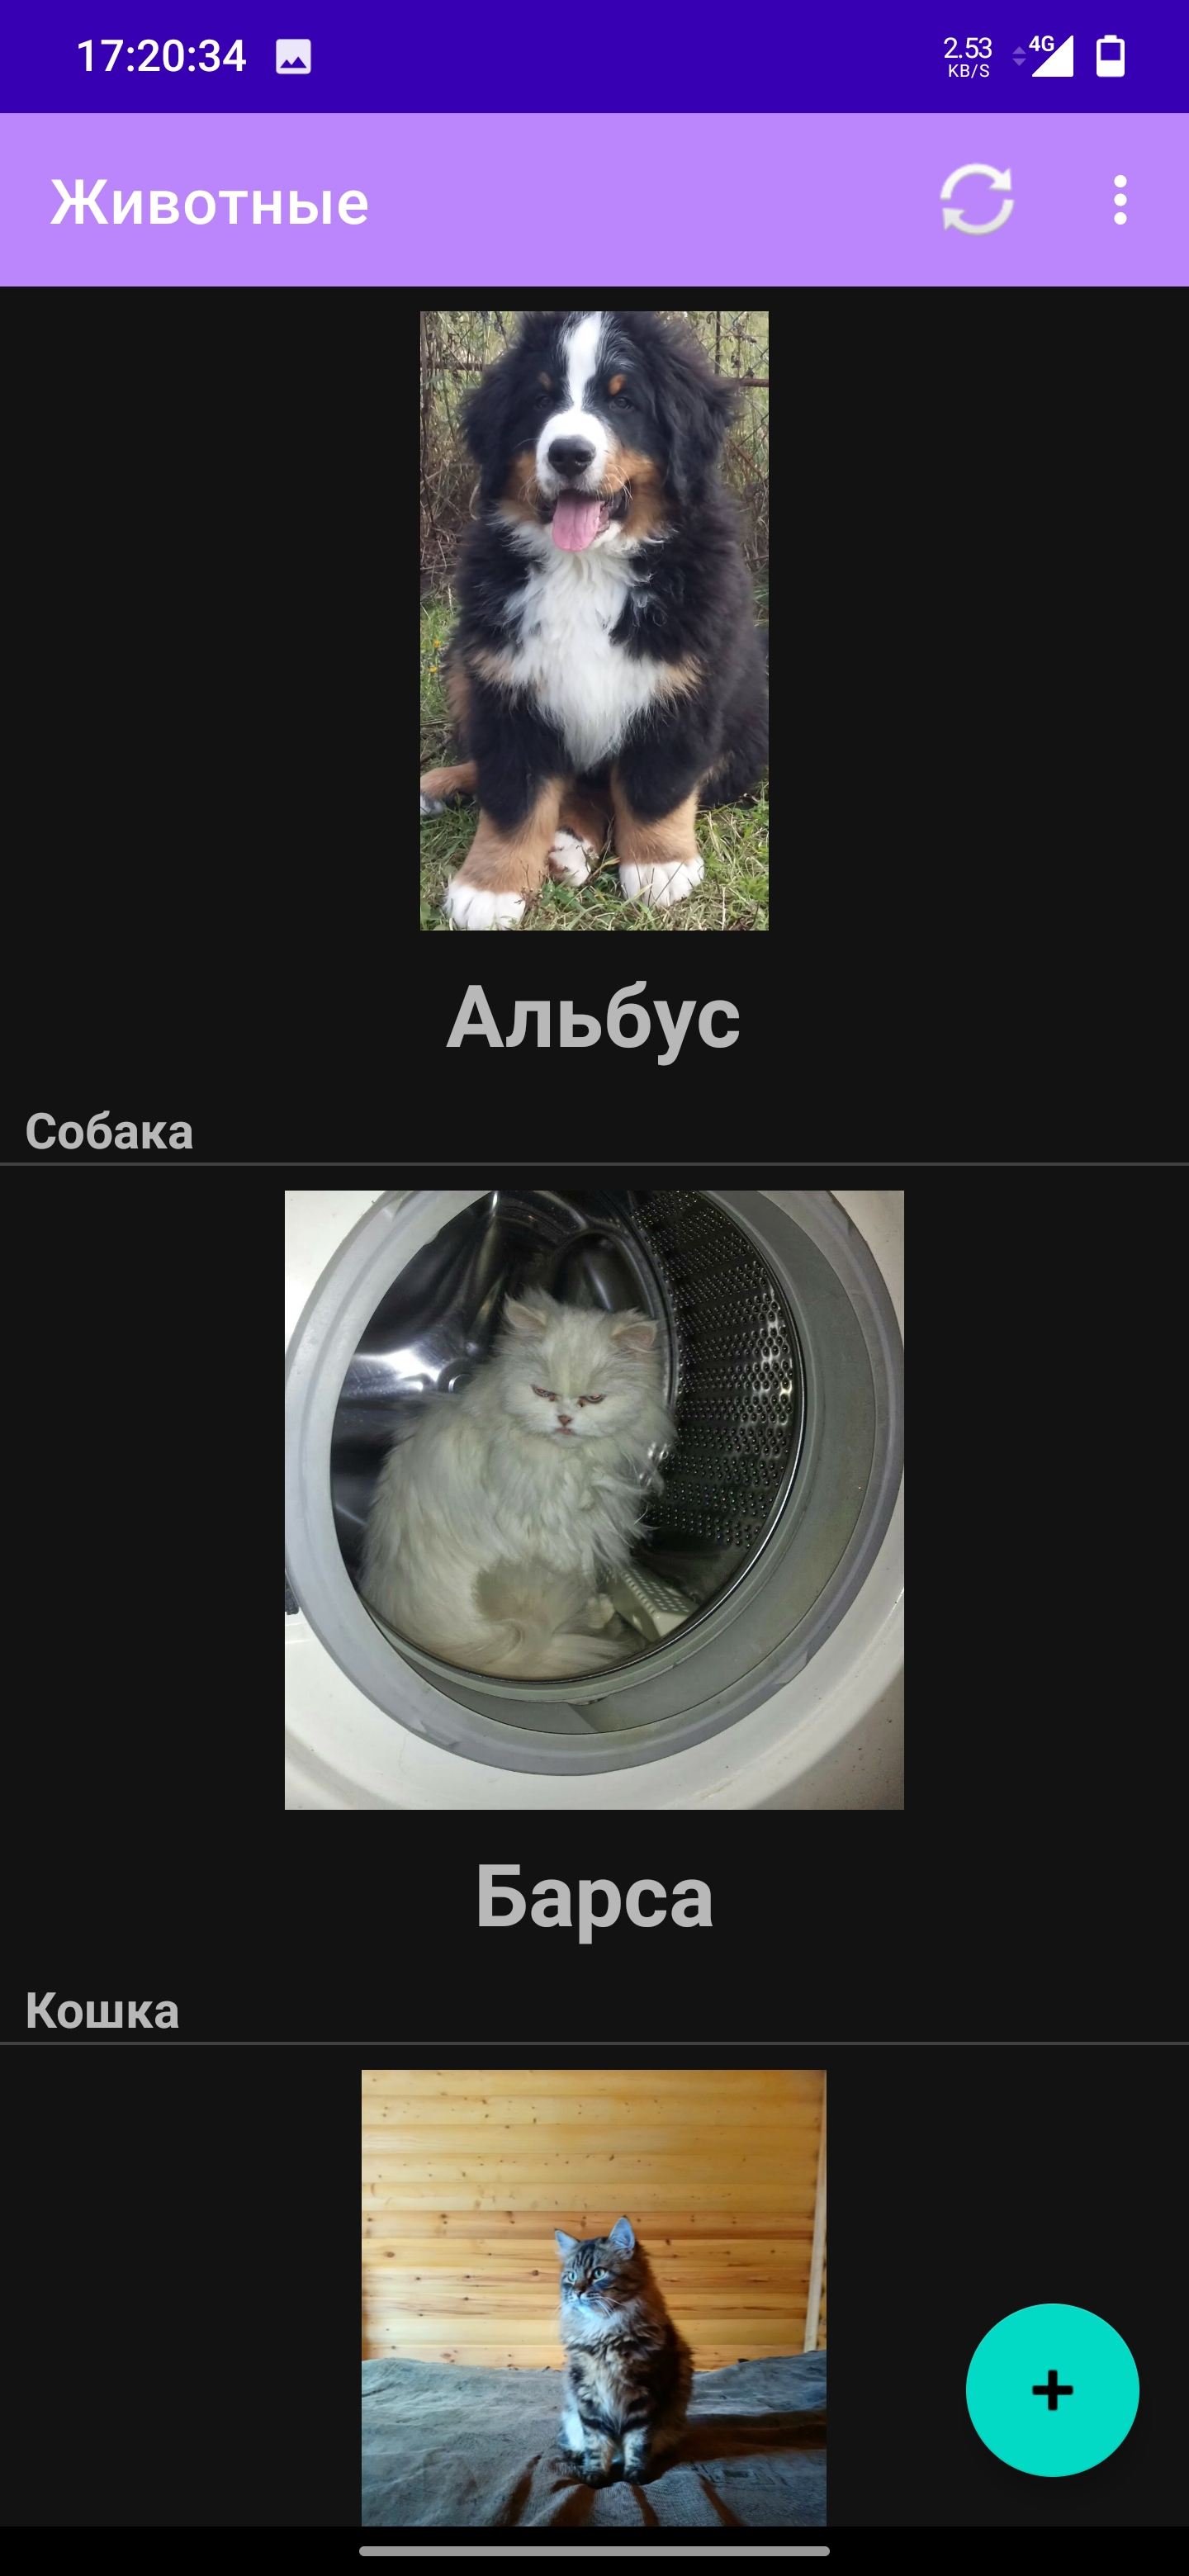 17:20:34
2.53
KB/S
4G
Животные
Альбус
Собака
Барса
Кошка